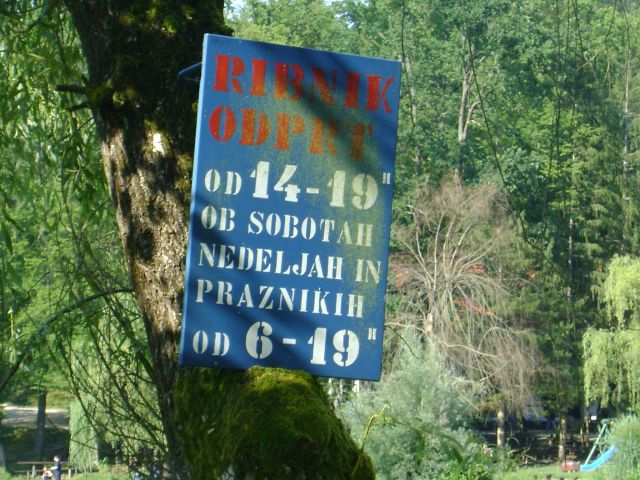 RIBNIK
ODPRT
OD 14-19H
OB SOBOTAH
NEDELJAH IN
PRAZNIKIH
OD 6-19H